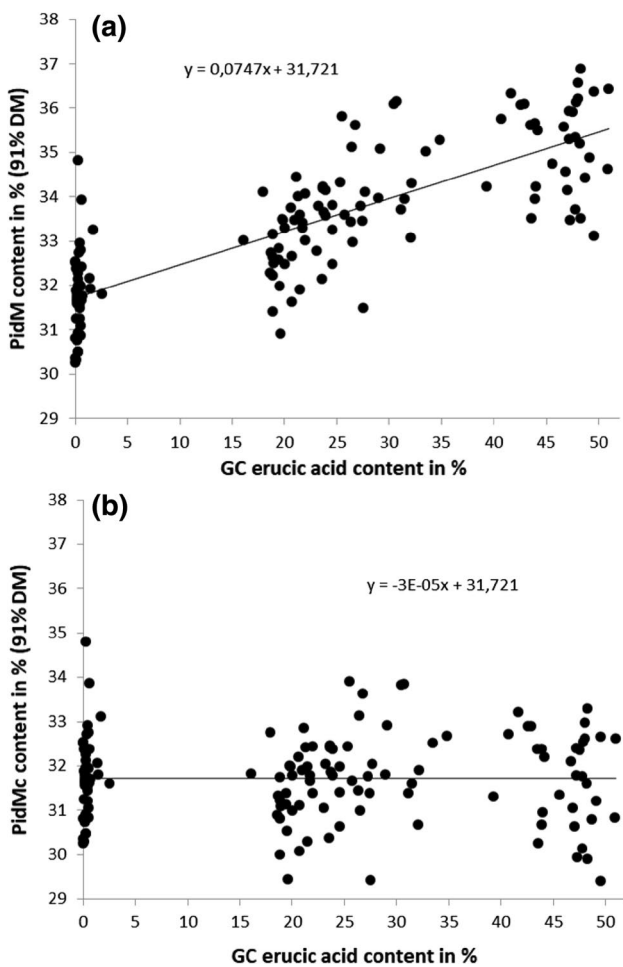 (a)
y = 0,0747x + 31,721
PidM content in % (91% DM)
38
37
36
35
34
33
32
31
30
29
0 5 10 15 20 25 30 35 40 45 50
GC erucic acid content in %
(b)
y = -3E-05x + 31,721
PidMc content in % (91% DM)
38
37
36
35
34
33
32
31
30
29
0 5 10 15 20 25 30 35 40 45 50
GC erucic acid content in %